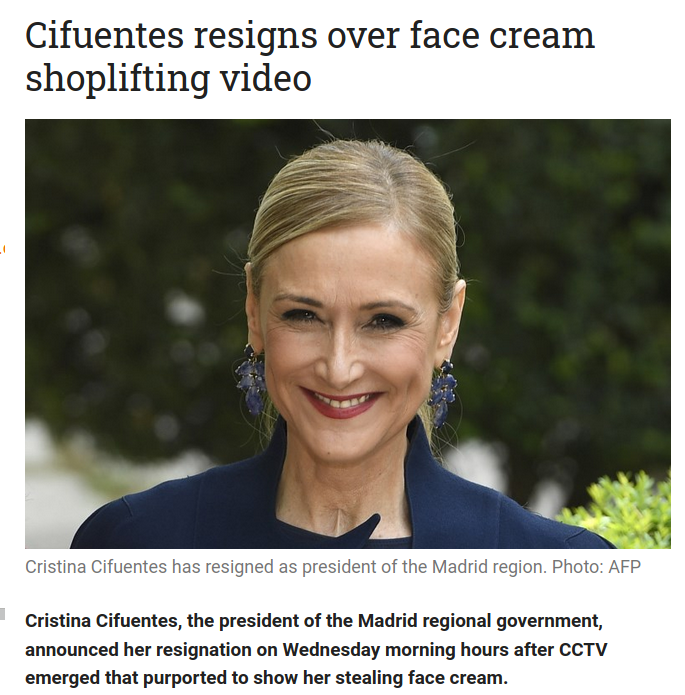 Cifuentes resigns over face cream
shoplifting video
Cristina Cifuentes has resigned as president of the Madrid region. Photo: AFP
Cristina Cifuentes, the president of the Madrid regional government,
announced her resignation on Wednesday morning hours after CCTV
emerged that purported to show her stealing face cream.